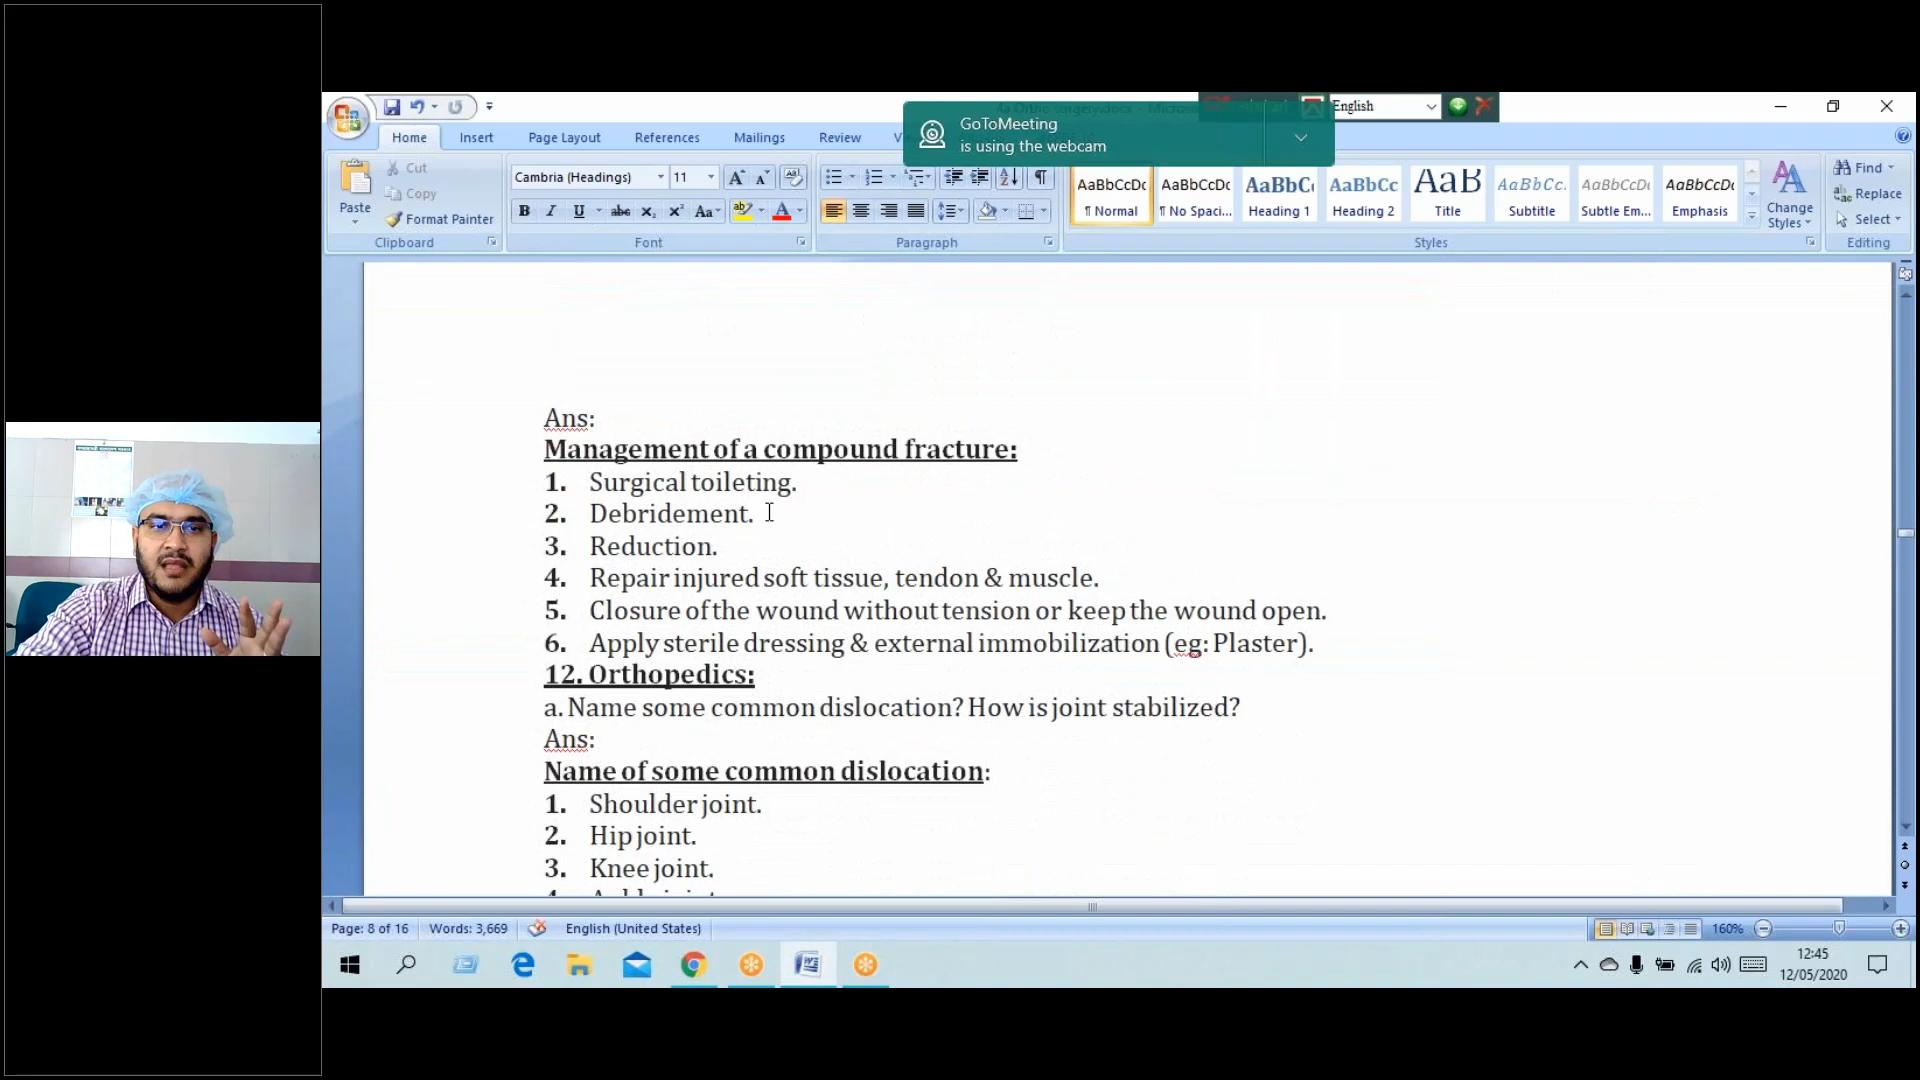 English
GoToMeeting
is using the webcam
Home Insert Page Layout References Mailings Review V
Paste
Cut
Copy
Format Painter
Clipboard
Cambria (Headings) 11
Font
Paragraph
AaBbCcDc AaBbCcDc AaBbC AaBbCc AaB AaBbCc. AaBbCcDi AaBbCcDc
¶ Normal ¶ No Spaci... Heading 1 Heading 2 Title Subtitle Subtle Em... Emphasis
Styles
Change
Styles
Find
Replace
Select
Editing
Ans:
Management of a compound fracture:
1. Surgical toileting.
2. Debridement.
3. Reduction.
4. Repair injured soft tissue, tendon & muscle.
5. Closure of the wound without tension or keep the wound open.
6. Apply sterile dressing & external immobilization (eg: Plaster).
12. Orthopedics:
a. Name some common dislocation? How is joint stabilized?
Ans:
Name of some common dislocation:
1. Shoulder joint.
2. Hip joint.
3. Knee joint.
Page: 8 of 16 Words: 3,669 English (United States) 160%
12:45
12/05/2020